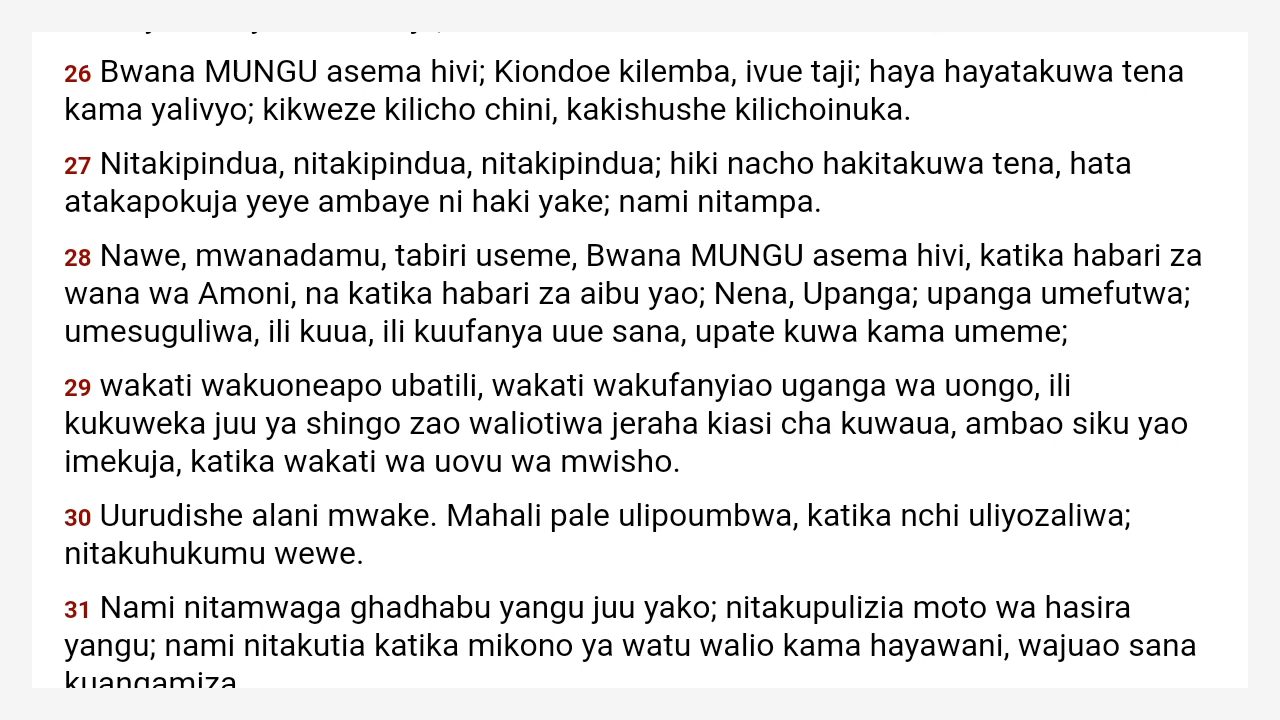 26 Bwana MUNGU asema hivi; Kiondoe kilemba, ivue taji; haya hayatakuwa tena
kama yalivyo; kikweze kilicho chini, kakishushe kilichoinuka.
27 Nitakipindua, nitakipindua, nitakipindua; hiki nacho hakitakuwa tena, hata
atakapokuja yeye ambaye ni haki yake; nami nitampa.
28 Nawe, mwanadamu, tabiri useme, Bwana MUNGU asema hivi, katika habari za
wana wa Amoni, na katika habari za aibu yao; Nena, Upanga; upanga umefutwa;
umesuguliwa, ili kuua, ili kuufanya uue sana, upate kuwa kama umeme;
29 wakati wakuoneapo ubatili, wakati wakufanyiao uganga wa uongo, ili
kukuweka juu ya shingo zao waliotiwa jeraha kiasi cha kuwaua, ambao siku yao
imekuja, katika wakati wa uovu wa mwisho.
30 Uurudishe alani mwake. Mahali pale ulipoumbwa, katika nchi uliyozaliwa;
nitakuhukumu wewe.
31 Nami nitamwaga ghadhabu yangu juu yako; nitakupulizia moto wa hasira
yangu; nami nitakutia katika mikono ya watu walio kama hayawani, wajuao sana
kuangamiza